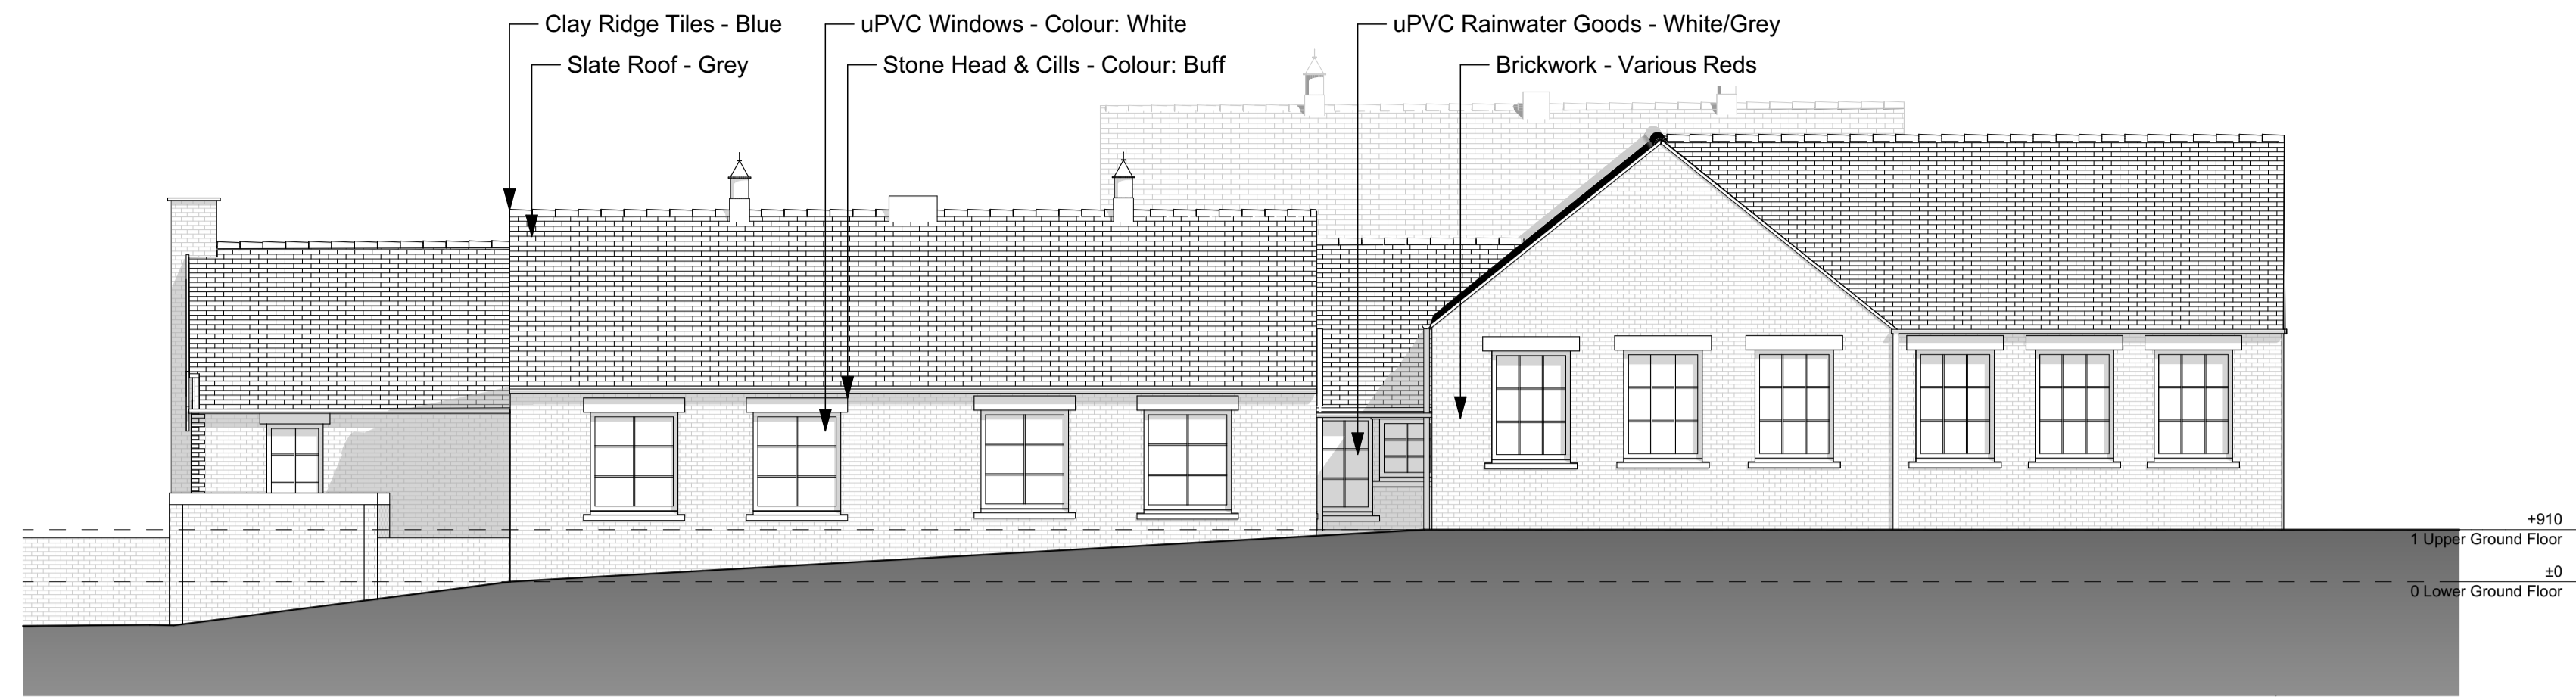 Clay Ridge Tiles - Blue
Slate Roof - Grey
uPVC Windows - Colour: White
Stone Head & Cills - Colour: Buff
uPVC Rainwater Goods - White/Grey
Brickwork - Various Reds
+910
1 Upper Ground Floor
±0
0 Lower Ground Floor